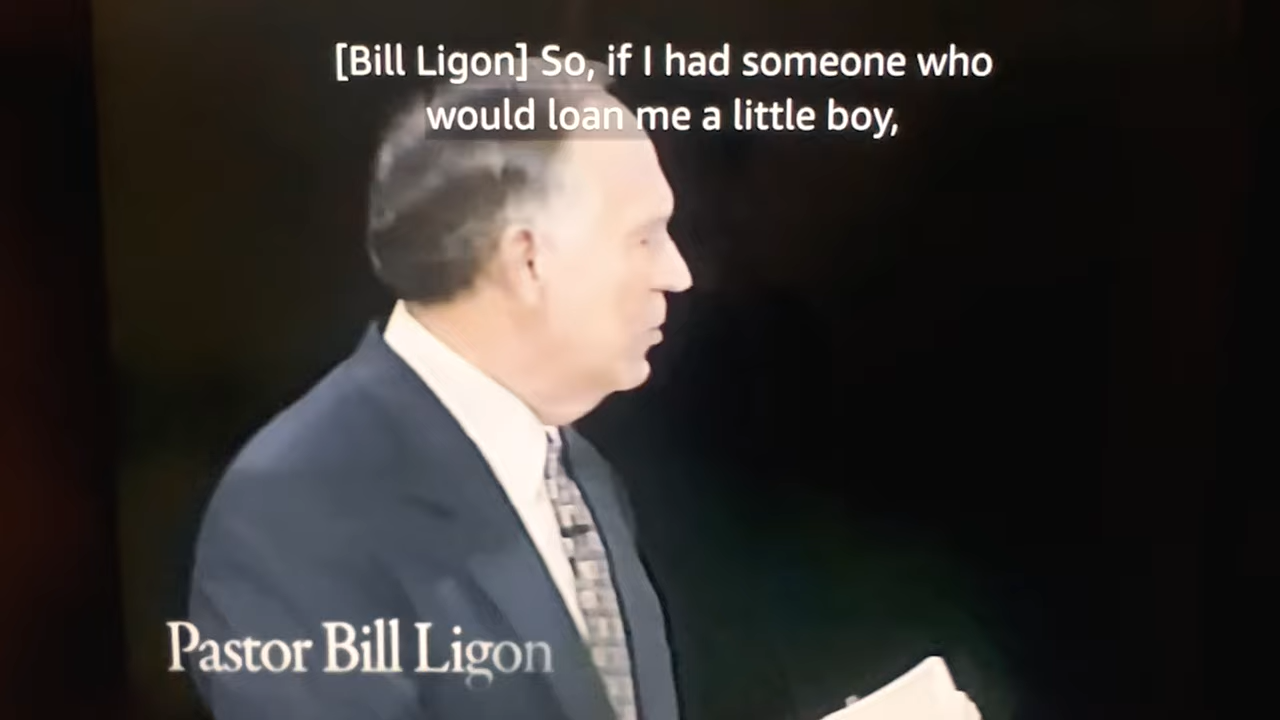 [Bill Ligon] So, if I had someone who
would loan me a little boy,
Pastor Bill Ligon